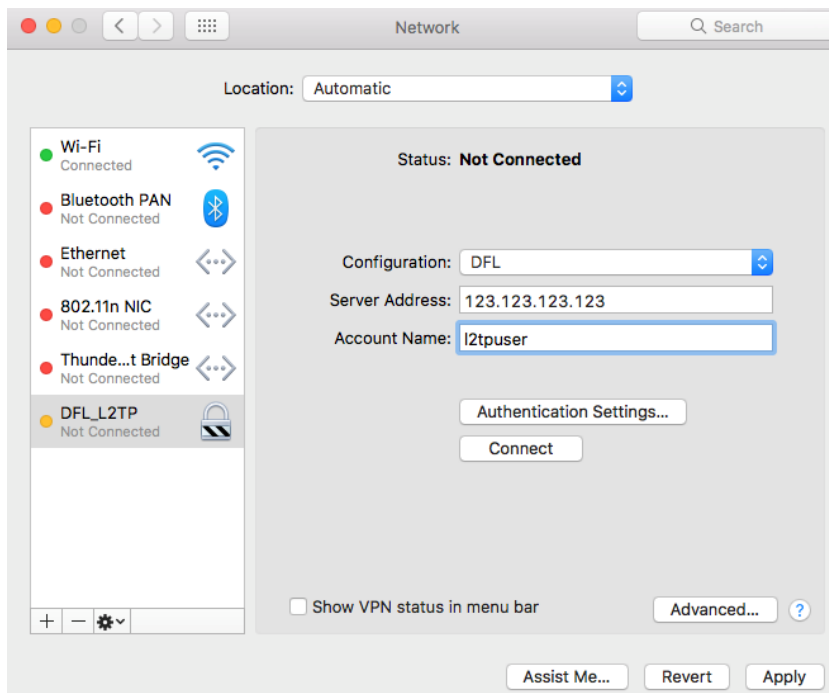 Network
Search
Location: Automatic
Wi-Fi
Connected
Bluetooth PAN
Not Connected
Ethernet
Not Connected
802.11n NIC
Not Connected
Thunde...t Bridge
Not Connected
DFL_L2TP
Not Connected
Status: Not Connected
Configuration: DFL
Server Address: 123.123.123.123
Account Name: l2tpuser
Authentication Settings...
Connect
Show VPN status in menu bar
Advanced... ?
Assist Me... Revert Apply